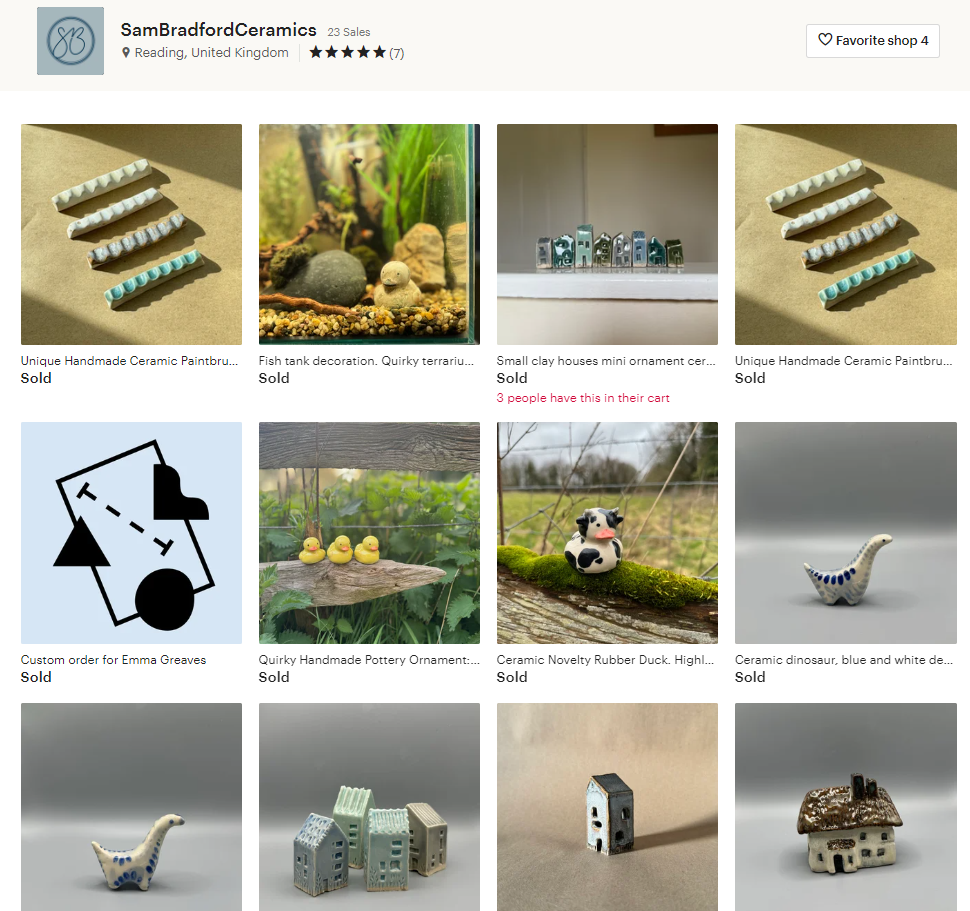 SB
SamBradfordCeramics 23 Sales
Reading, United Kingdom (7)
Favorite shop 4
Unique Handmade Ceramic Paintbru...
Sold
Fish tank decoration. Quirky terrariu...
Sold
Small clay houses mini ornament cer...
Sold
3 people have this in their cart
Unique Handmade Ceramic Paintbru...
Sold
Custom order for Emma Greaves
Sold
Quirky Handmade Pottery Ornament:...
Sold
Ceramic Novelty Rubber Duck. Highl...
Sold
Ceramic dinosaur, blue and white de...
Sold